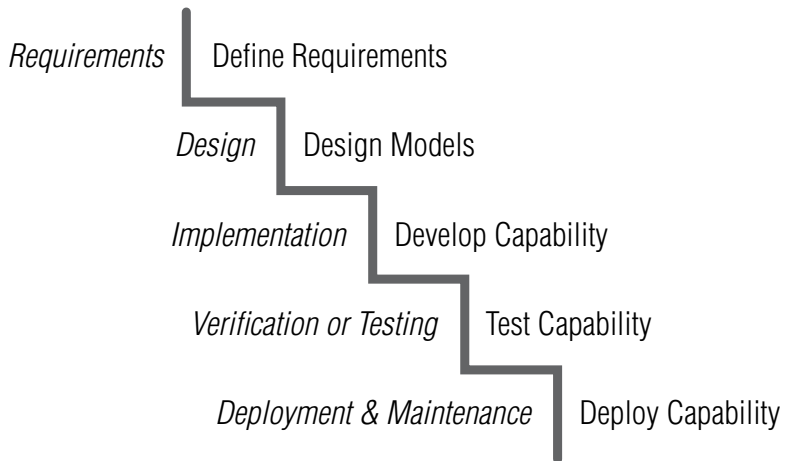 Requirements Define Requirements
Design Design Models
Implementation Develop Capability
Verification or Testing Test Capability
Deployment & Maintenance Deploy Capability